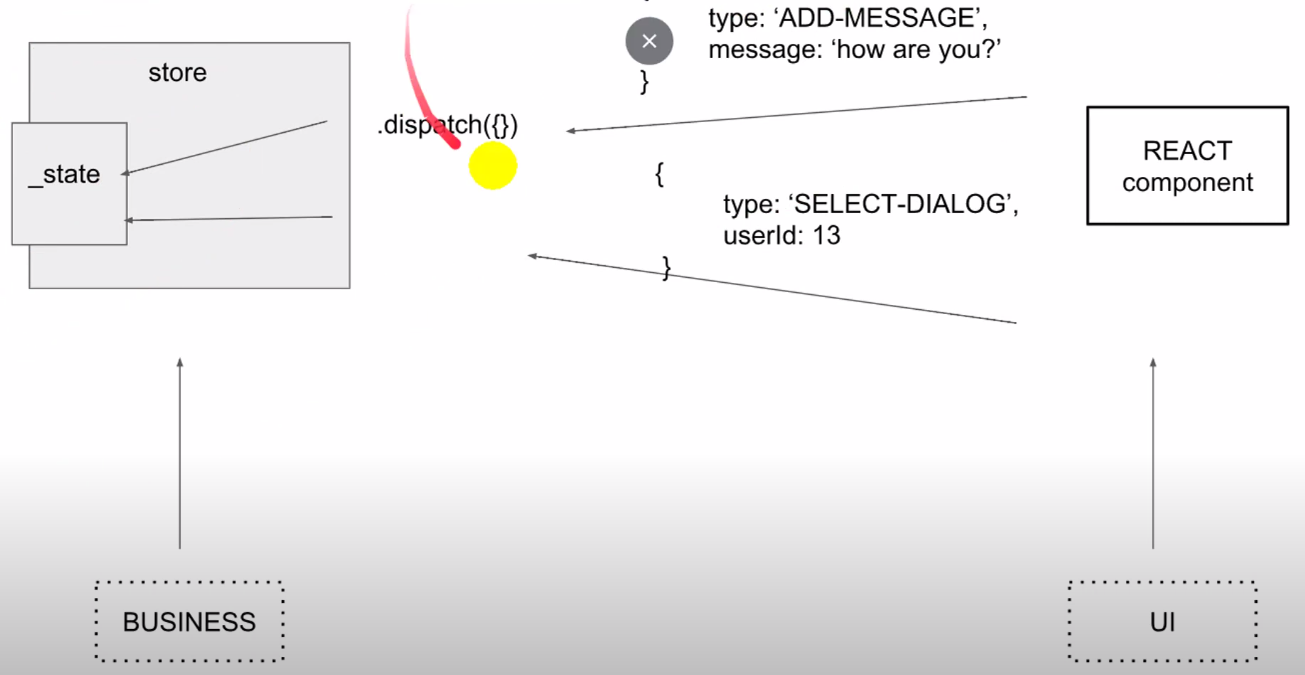 type: ‘ADD-MESSAGE’,
message: ‘how are you?’
}
store
.dispatch({})
_state
{
type: ‘SELECT-DIALOG’,
userId: 13
}
REACT
component
BUSINESS
UI